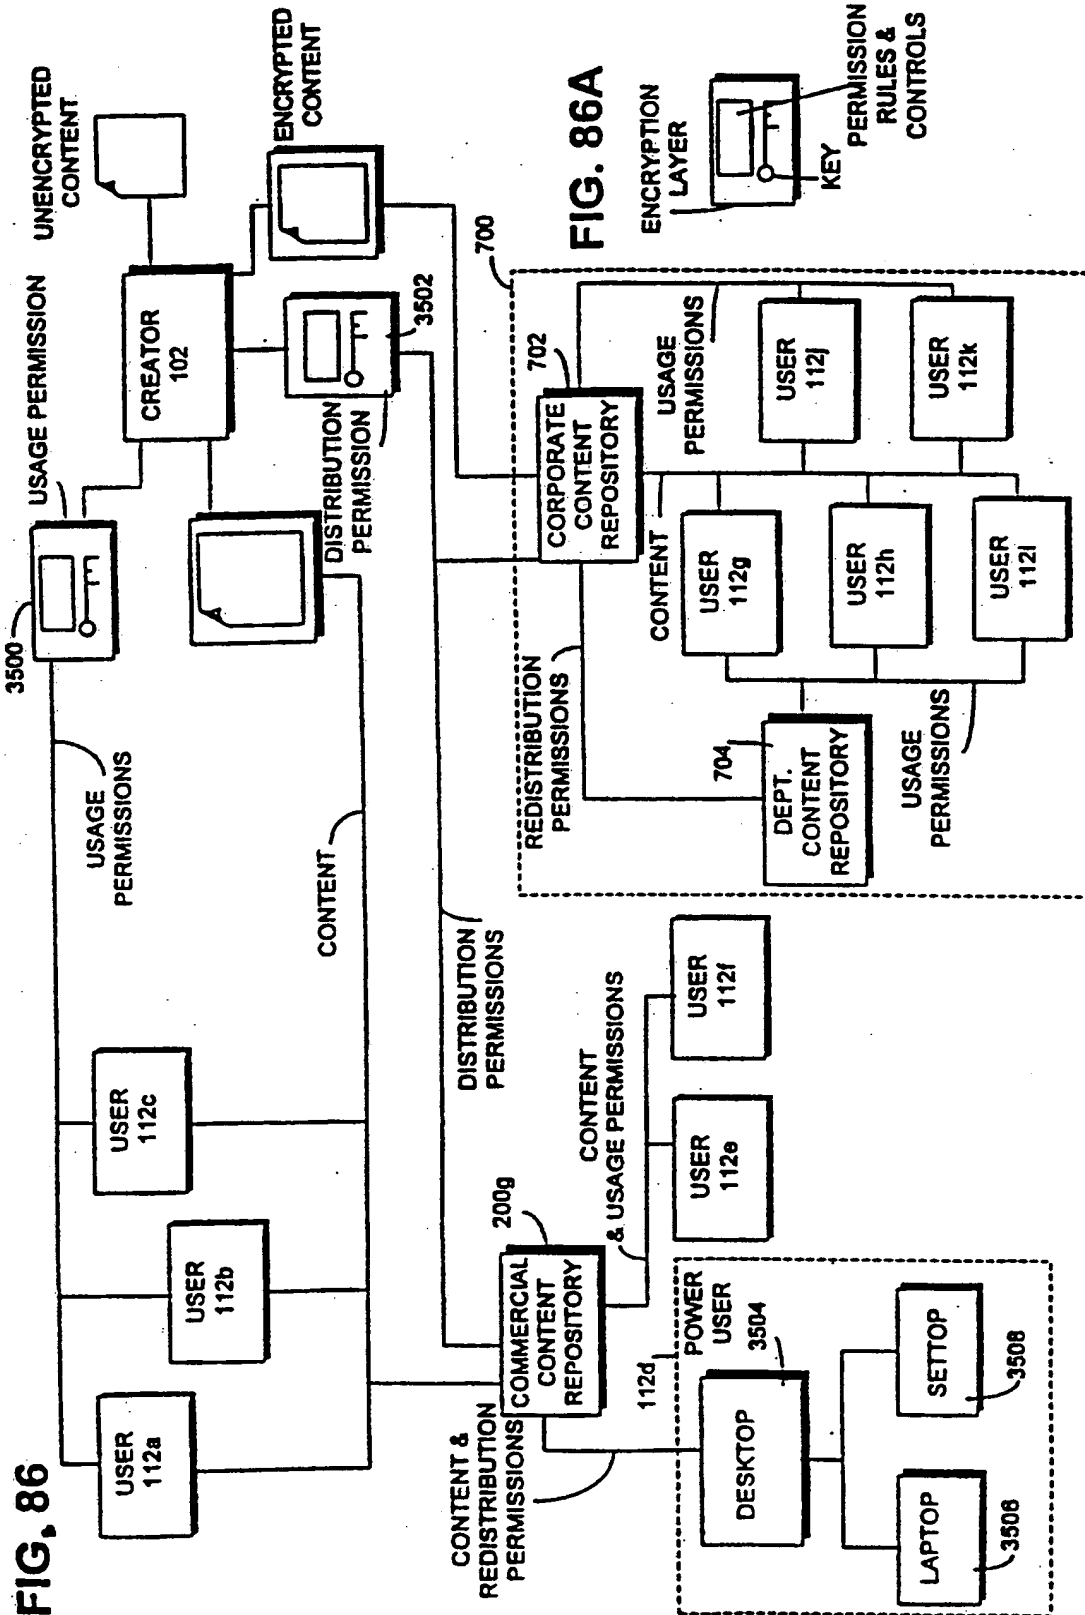 FIG. 86
USER
112a
USER
112b
USER
112c
USAGE
PERMISSIONS
3500
USAGE PERMISSION
UNENCRYPTED
CONTENT
CREATOR
102
ENCRYPTED
CONTENT
CONTENT
DISTRIBUTION
PERMISSION
3502
DISTRIBUTION
PERMISSIONS
CONTENT &
REDISTRIBUTION
PERMISSIONS
COMMERCIAL
CONTENT
REPOSITORY
200g
CONTENT
& USAGE PERMISSIONS
USER
112e
USER
112f
112d
POWER
USER
3504
DESKTOP
LAPTOP
3506
SETTOP
3508
700
CORPORATE
CONTENT
REPOSITORY
702
REDISTRIBUTION
PERMISSIONS
CONTENT
USAGE
PERMISSIONS
704
DEPT.
CONTENT
REPOSITORY
USER
112g
USER
112h
USER
112i
USER
112j
USER
112k
USAGE
PERMISSIONS
FIG. 86A
ENCRYPTION
LAYER
KEY
PERMISSION
RULES &
CONTROLS